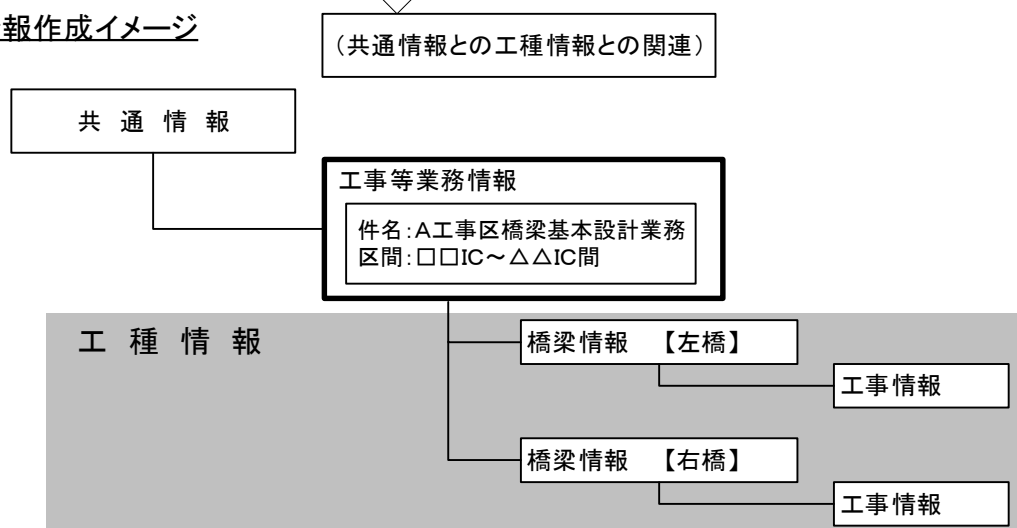 報作成イメージ
(共通情報との工種情報との関連)
共 通 情 報
工事等業務情報
件名:A工事区橋梁基本設計業務
区間:□□IC～△△IC間
工 種 情 報
橋梁情報 【左橋】
工事情報
橋梁情報 【右橋】
工事情報